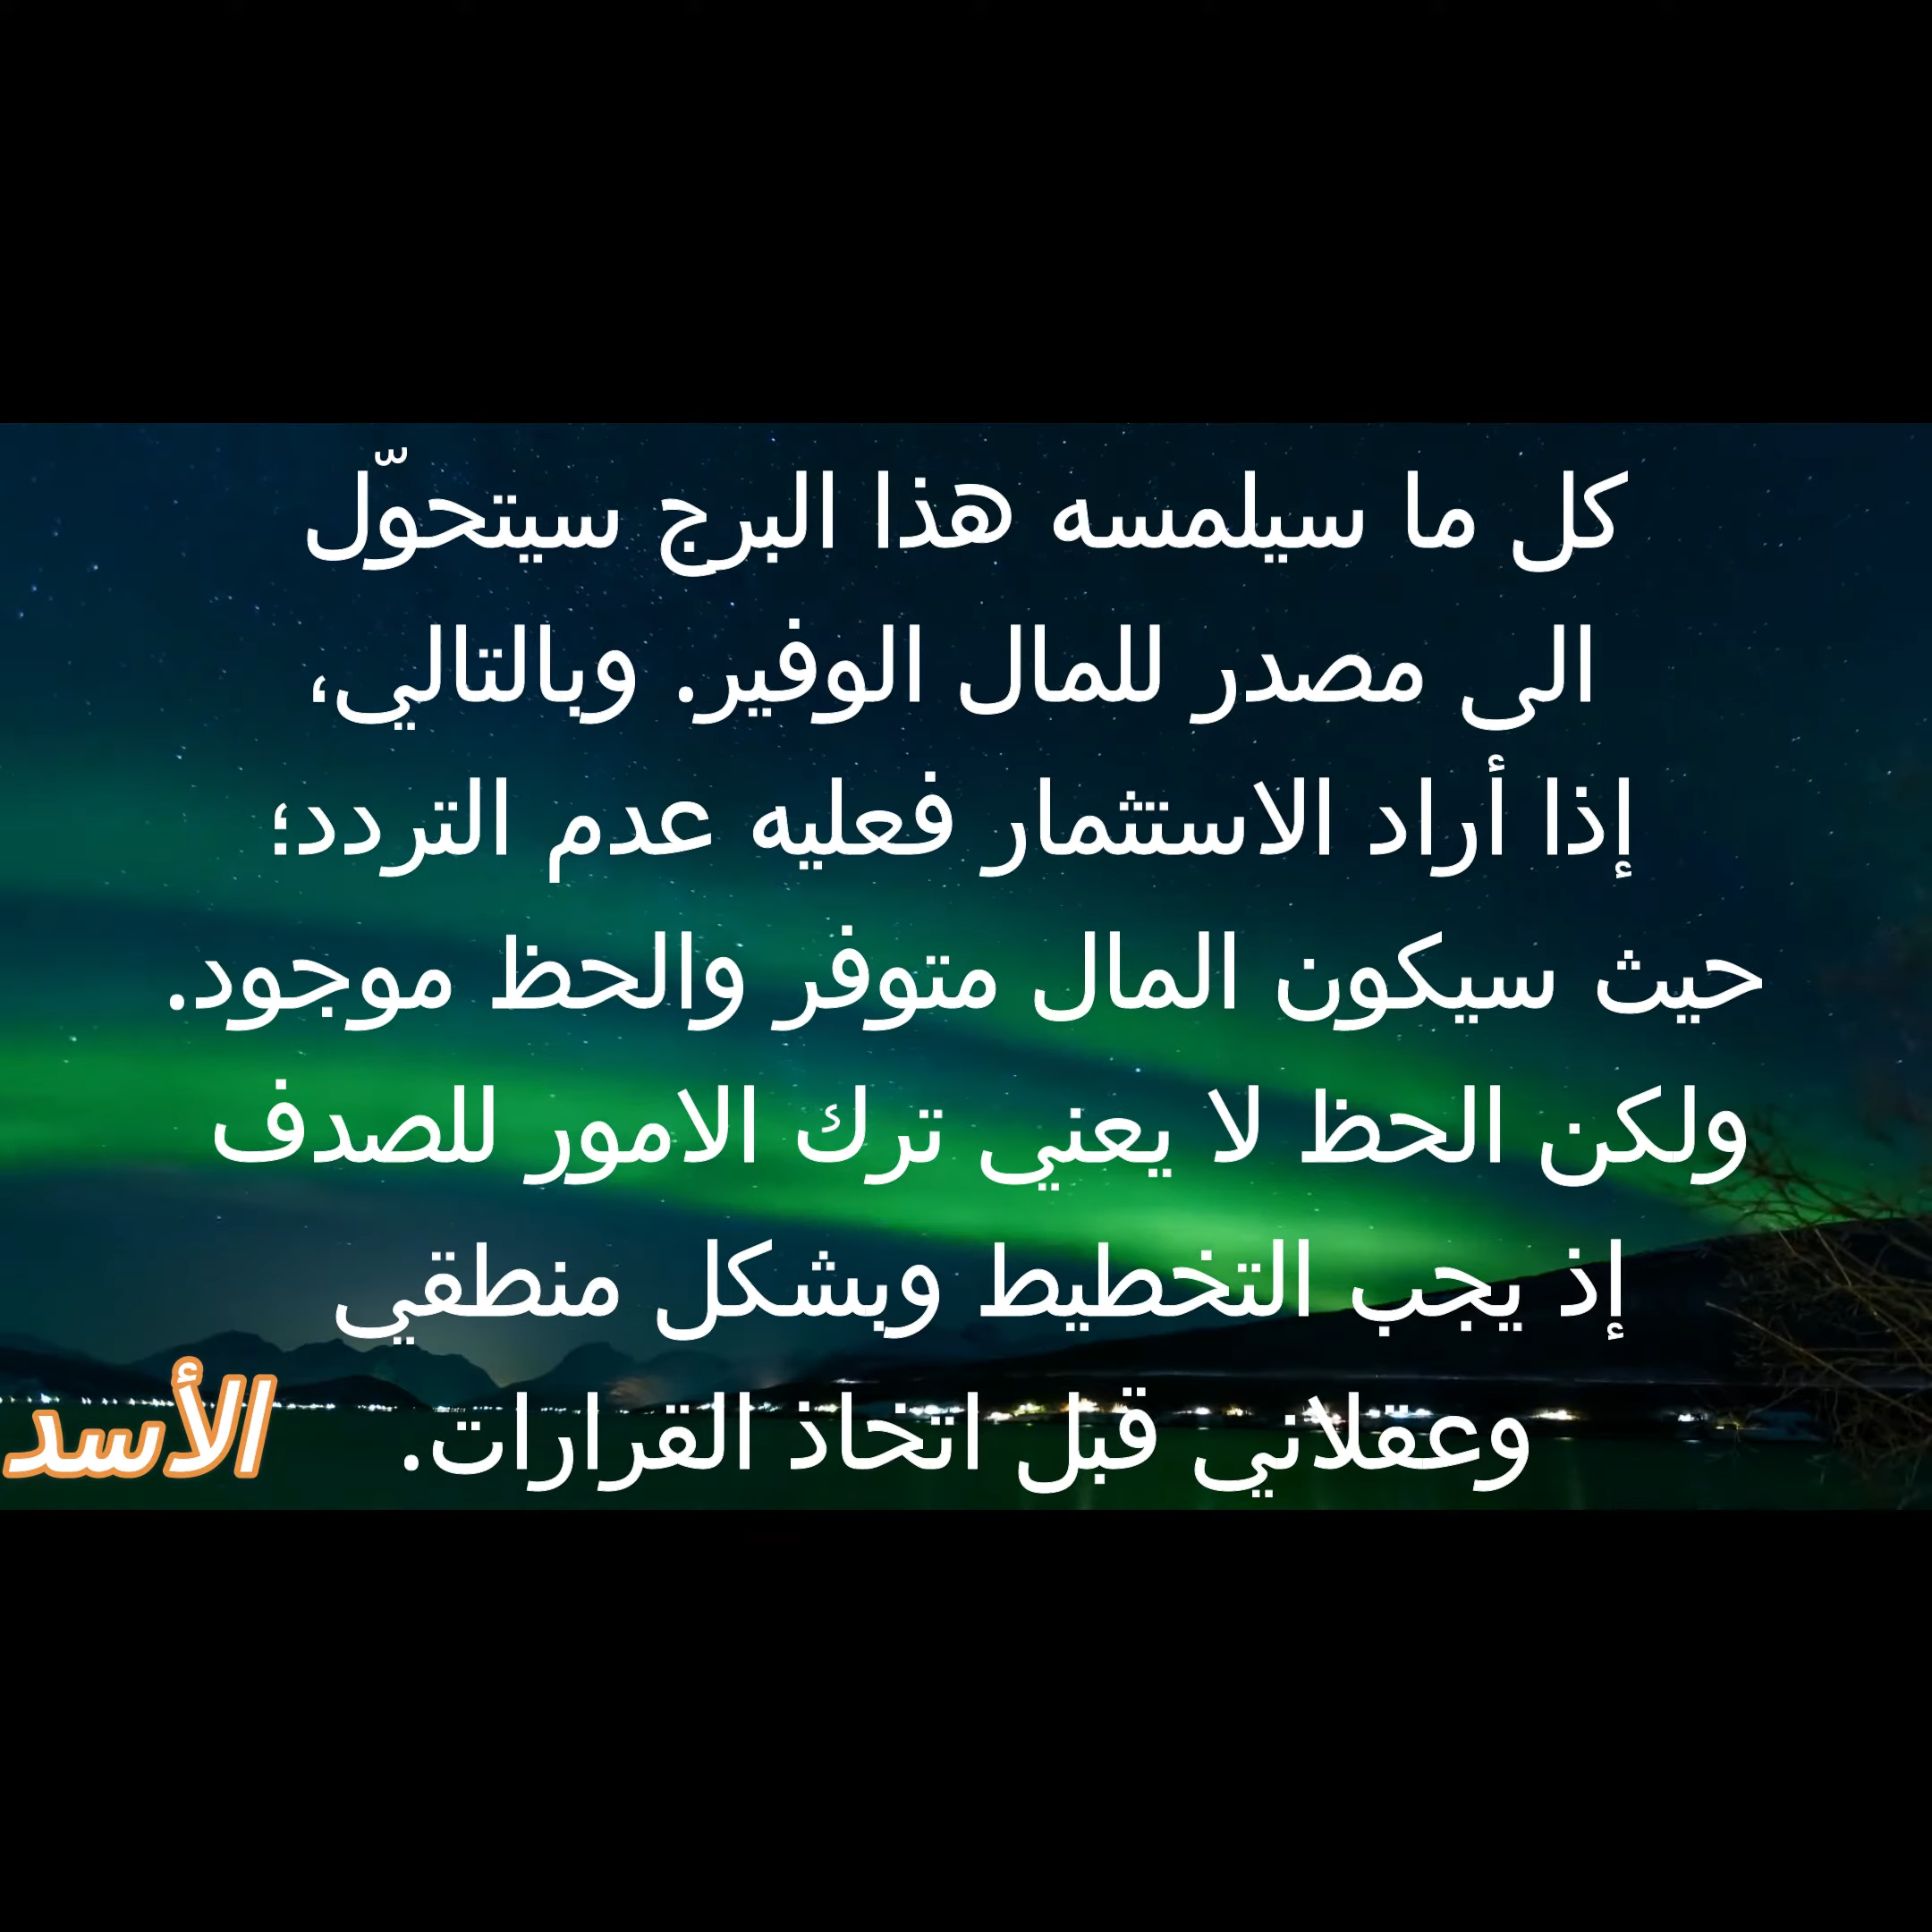 كل ما سيلمسه هذا البرج سيتحوّل
الى مصدر للمال الوفير. وبالتالي،
إذا أراد الاستثمار فعليه عدم التردد؛
حيث سيكون المال متوفر والحظ موجود.
ولكن الحظ لا يعني ترك الامور للصدف
إذ يجب التخطيط وبشكل منطقي
وعقلاني قبل اتخاذ القرارات.
الأسد